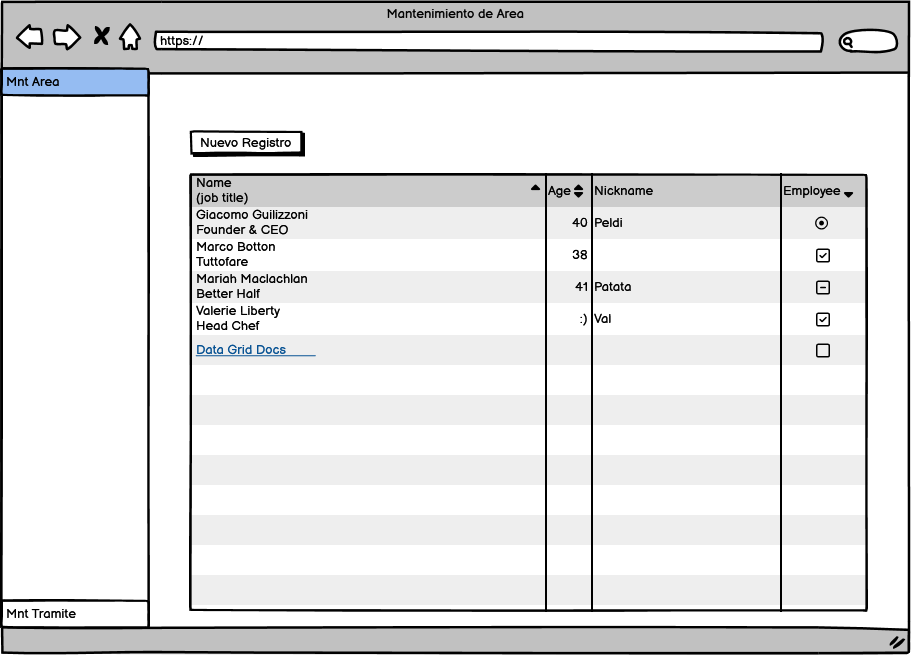 Mantenimiento de Area
https://
Mnt Area
Nuevo Registro
Name
(job title)
Age
Nickname
Employee
Giacomo Guilizzoni
Founder & CEO
40
Peldi
Marco Botton
Tuttofare
38
Mariah Maclachlan
Better Half
41
Patata
Valerie Liberty
Head Chef
:)
Val
Data Grid Docs
Mnt Tramite